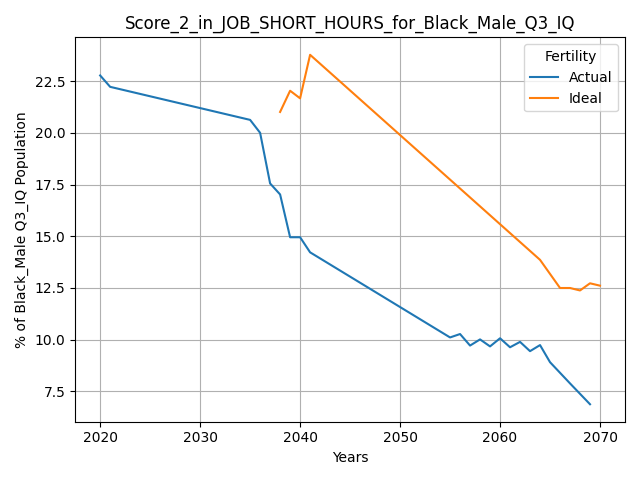 Score_2_in_JOB_SHORT_HOURS_for_Black_Male_Q3_IQ
Fertility
Actual
Ideal
% of Black_Male Q3_IQ Population
22.5
20.0
17.5
15.0
12.5
10.0
7.5
2020 2030 2040 2050 2060 2070
Years